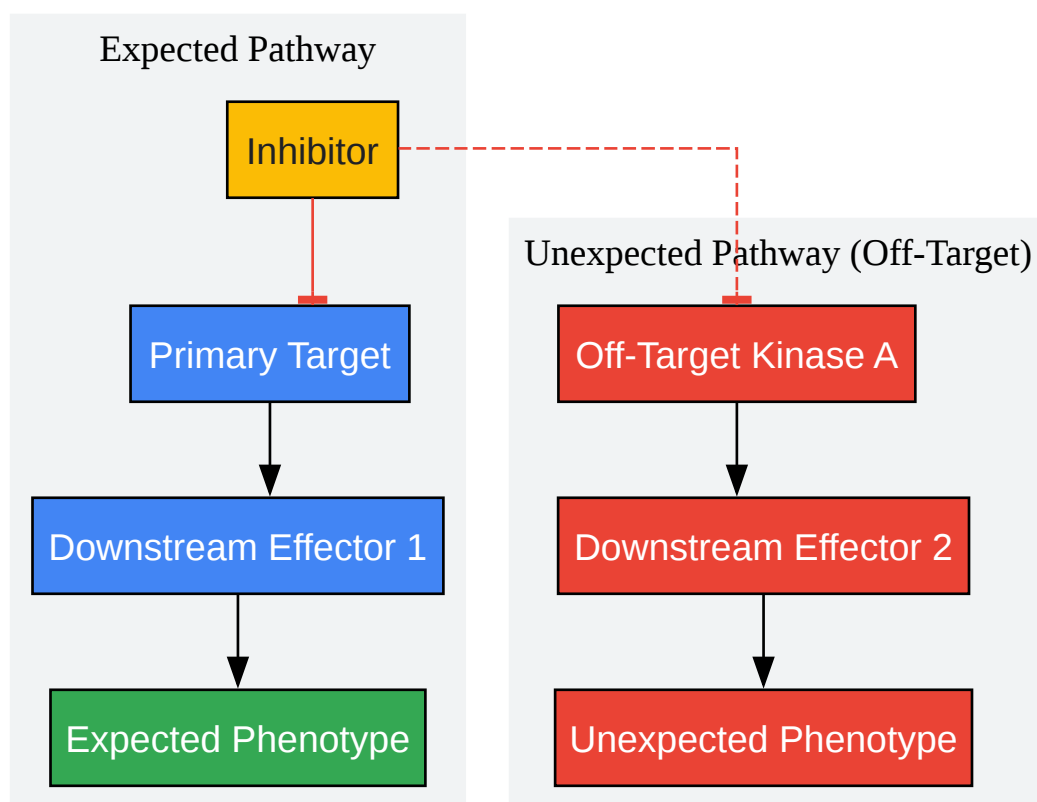 Expected Pathway
Inhibitor
Primary Target
Downstream Effector 1
Expected Phenotype
Unexpected Pathway (Off-Target)
Off-Target Kinase A
Downstream Effector 2
Unexpected Phenotype